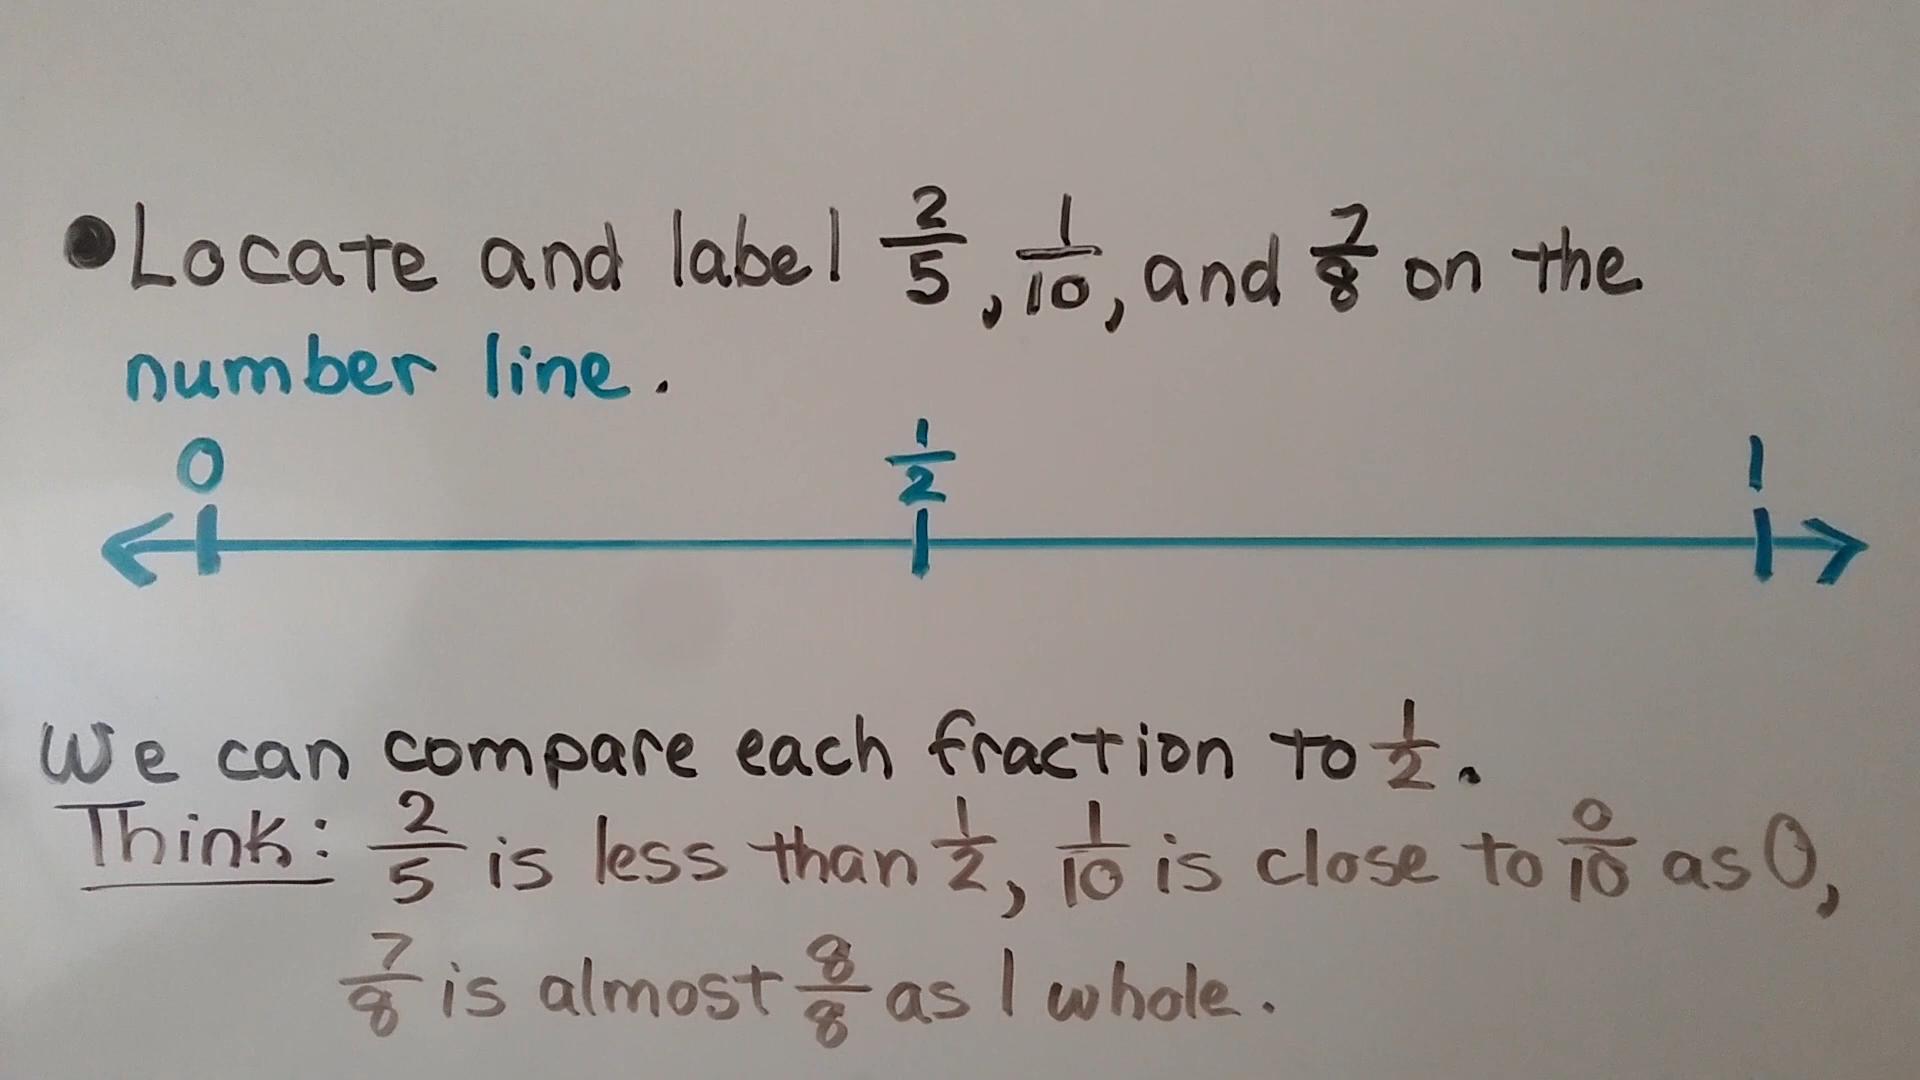 •Locate and label 2/5, 1/10, and 7/8 on the
number line.
0 1/2 1
We can compare each fraction to 1/2.
Think: 2/5 is less than 1/2, 1/10 is close to 0/10 as 0,
7/8 is almost 8/8 as 1 whole.